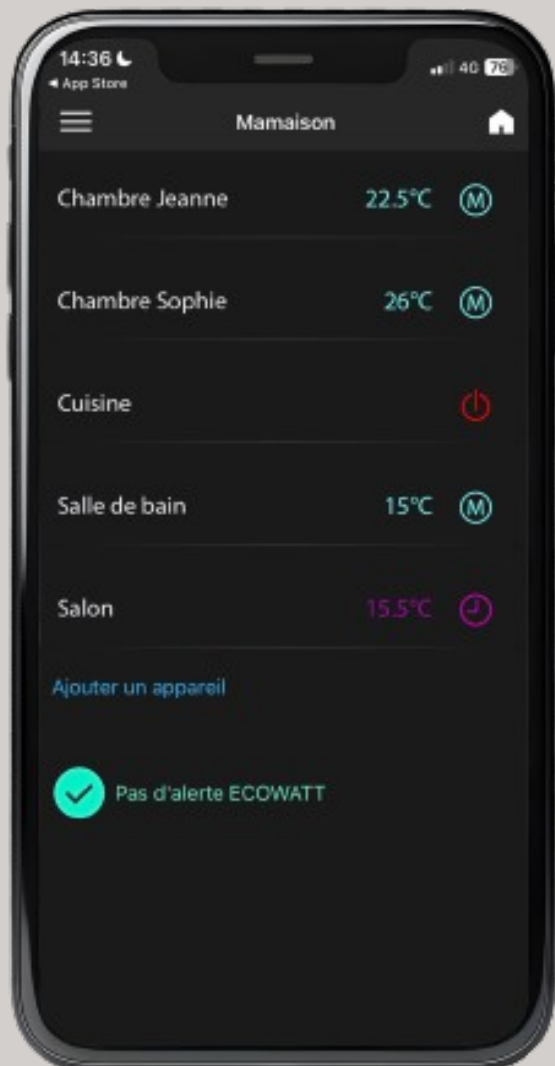 14:36
4G 76
App Store
Mamaison
Chambre Jeanne 22.5°C M
Chambre Sophie 26°C M
Cuisine
Salle de bain 15°C M
Salon 15.5°C
Ajouter un appareil
Pas d'alerte ECOWATT